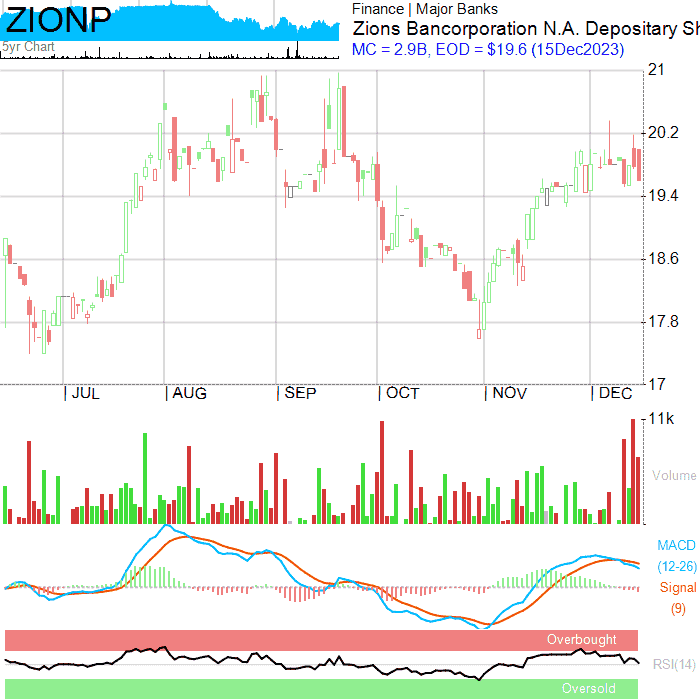 ZIONP
Finance | Major Banks
Zions Bancorporation N.A. Depositary Sh
5yr Chart
MC = 2.9B, EOD = $19.6 (15Dec2023)
21
20.2
19.4
18.6
17.8
17
| JUL | AUG | SEP | OCT | NOV | DEC
11k
Volume
MACD
(12-26)
Signal
(9)
Overbought
RSI(14)
Oversold